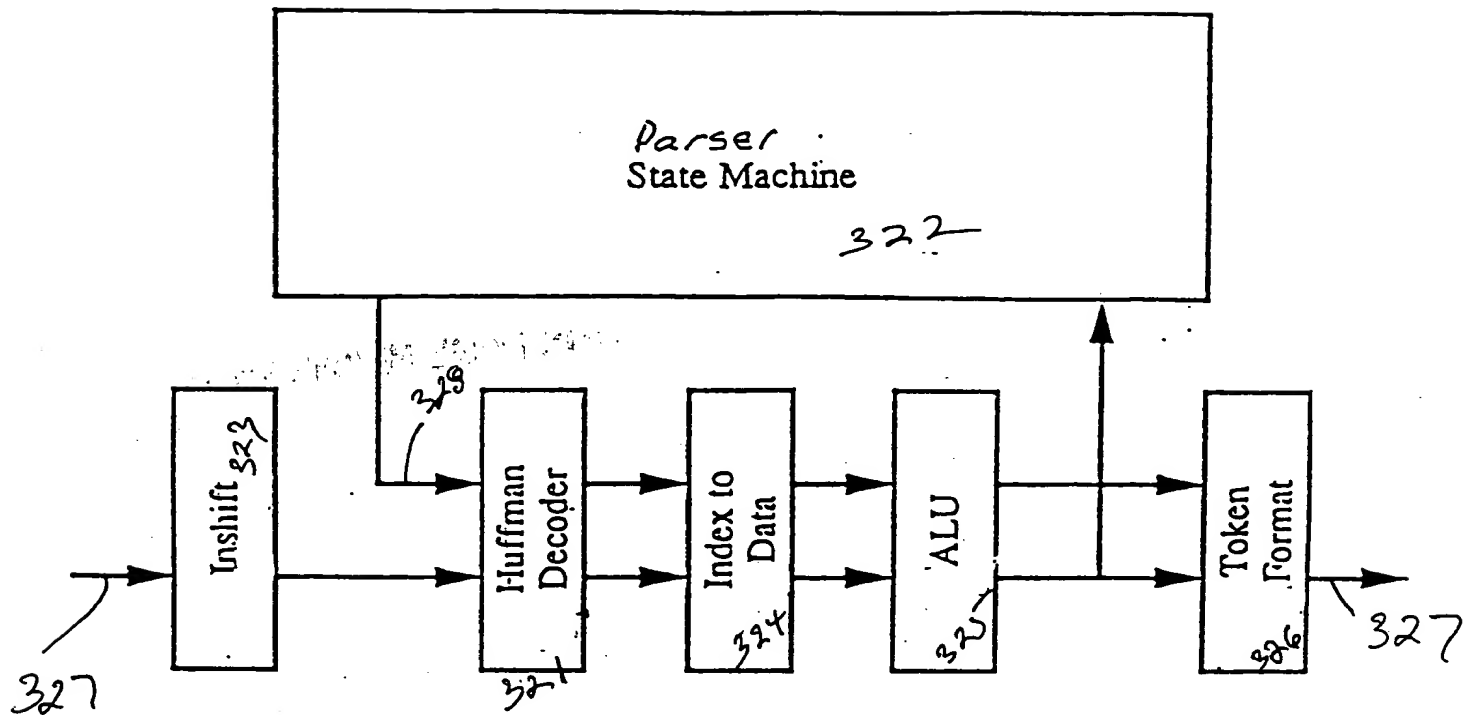 Parser
State Machine
322
328
Inshift
323
Huffman
Decoder
321
Index to
Data
324
ALU
325
Token
Format
326
327
327